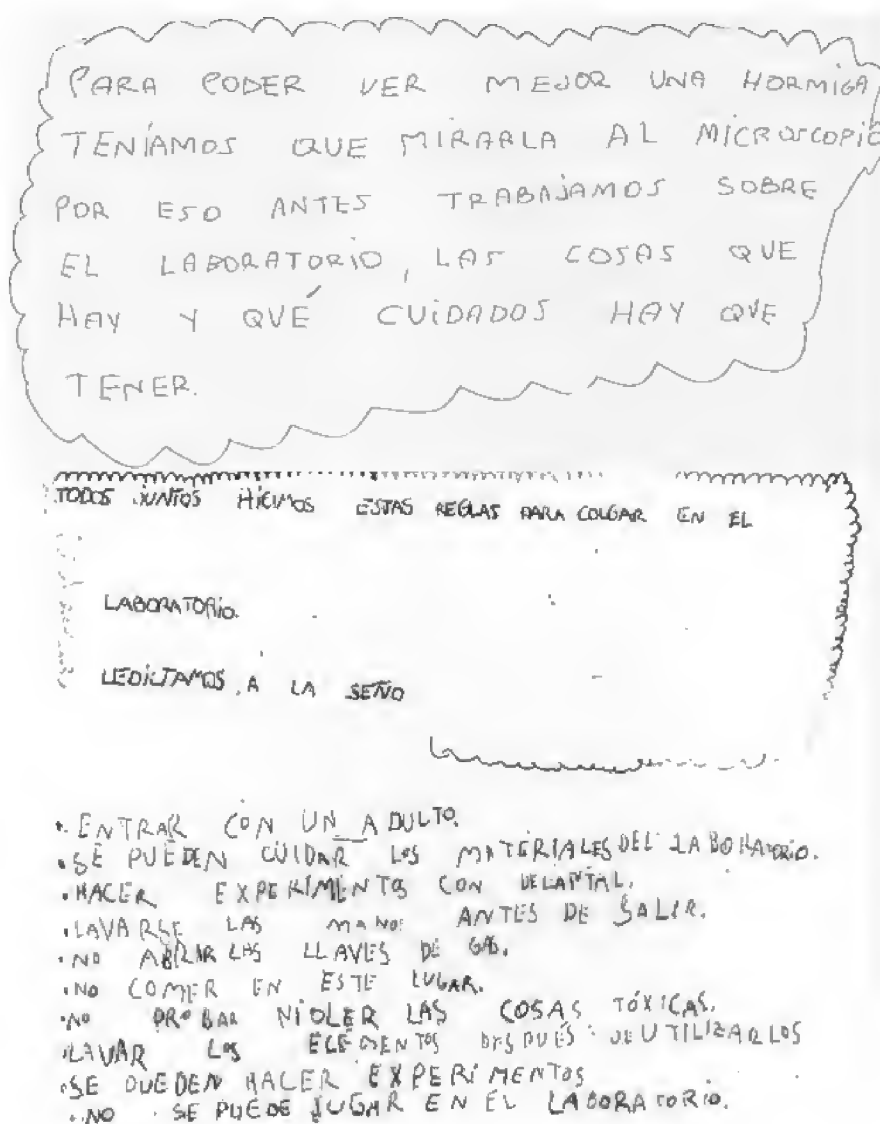 PARA PODER VER MEJOR UNA HORMIGA
TENÍAMOS QUE MIRARLA AL MICROSCOPIO
POR ESO ANTES TRABAJAMOS SOBRE
EL LABORATORIO, LAS COSAS QUE
HAY Y QUÉ CUIDADOS HAY QUE
TENER.
TODOS JUNTOS HICIMOS ESTAS REGLAS PARA COLGAR EN EL
LABORATORIO.
LEDICTAMOS A LA SEÑO
• ENTRAR CON UN ADULTO.
• SE PUEDEN CUIDAR LOS MATERIALES DEL LABORATORIO.
• HACER EXPERIMENTOS CON DELANTAL.
• LAVARSE LAS MANOS ANTES DE SALIR.
• NO ABRIR LAS LLAVES DE GAS.
• NO COMER EN ESTE LUGAR.
• NO PROBAR NI OLER LAS COSAS TÓXICAS.
• LAVAR LOS ELEMENTOS DESPUÉS DE UTILIZARLOS
• SE PUEDEN HACER EXPERIMENTOS
• NO SE PUEDE JUGAR EN EL LABORATORIO.